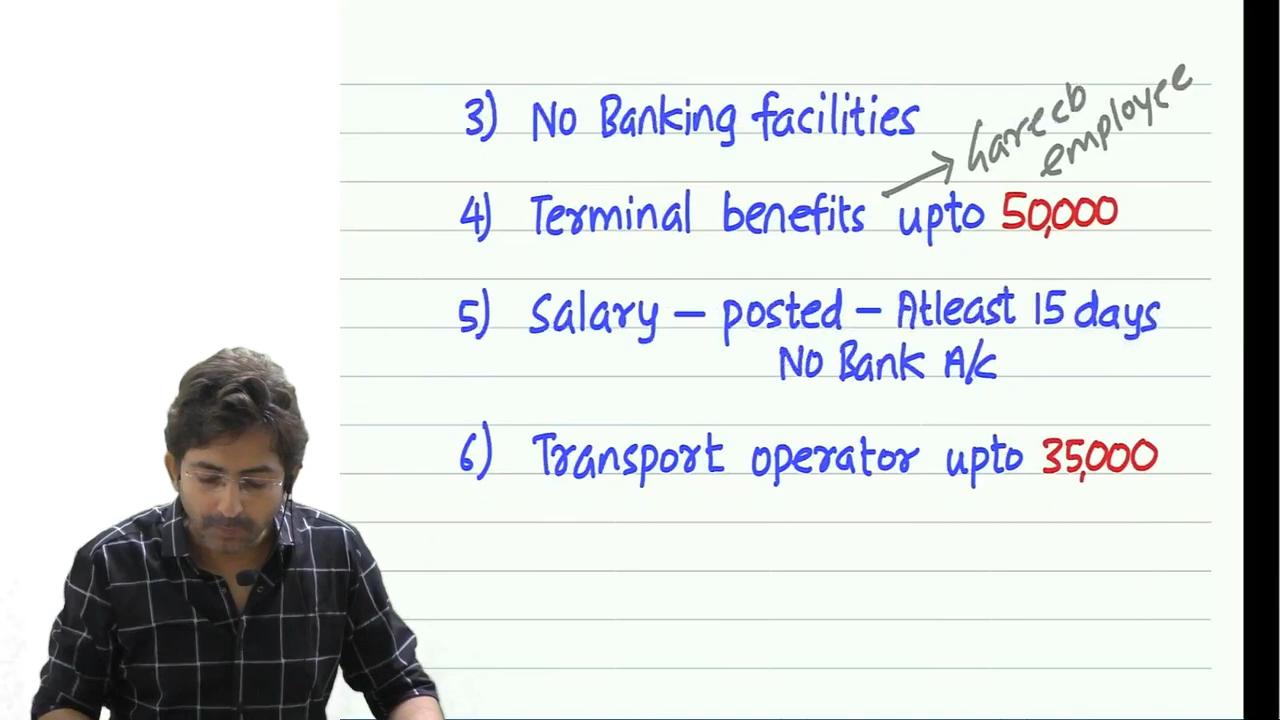 3) No Banking facilities
→ hareeb
employee
4) Terminal benefits upto 50,000
5) Salary – posted – Atleast 15 days
No Bank A/c
6) Transport operator upto 35,000